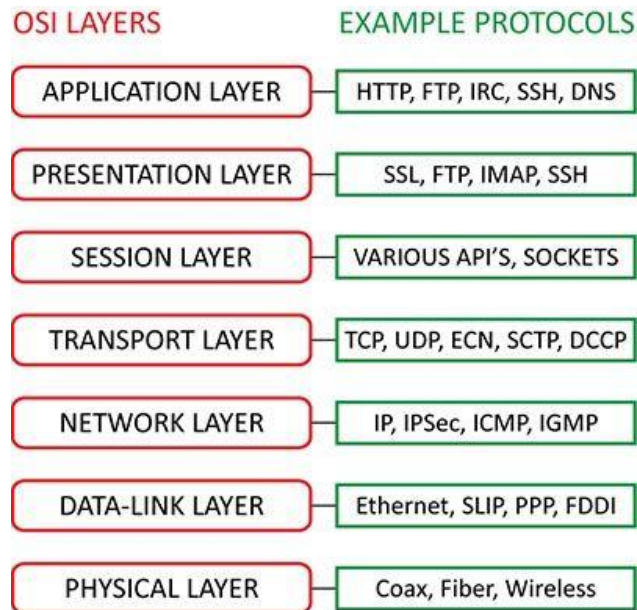 OSI LAYERS EXAMPLE PROTOCOLS
APPLICATION LAYER HTTP, FTP, IRC, SSH, DNS
PRESENTATION LAYER SSL, FTP, IMAP, SSH
SESSION LAYER VARIOUS API'S, SOCKETS
TRANSPORT LAYER TCP, UDP, ECN, SCTP, DCCP
NETWORK LAYER IP, IPSec, ICMP, IGMP
DATA-LINK LAYER Ethernet, SLIP, PPP, FDDI
PHYSICAL LAYER Coax, Fiber, Wireless